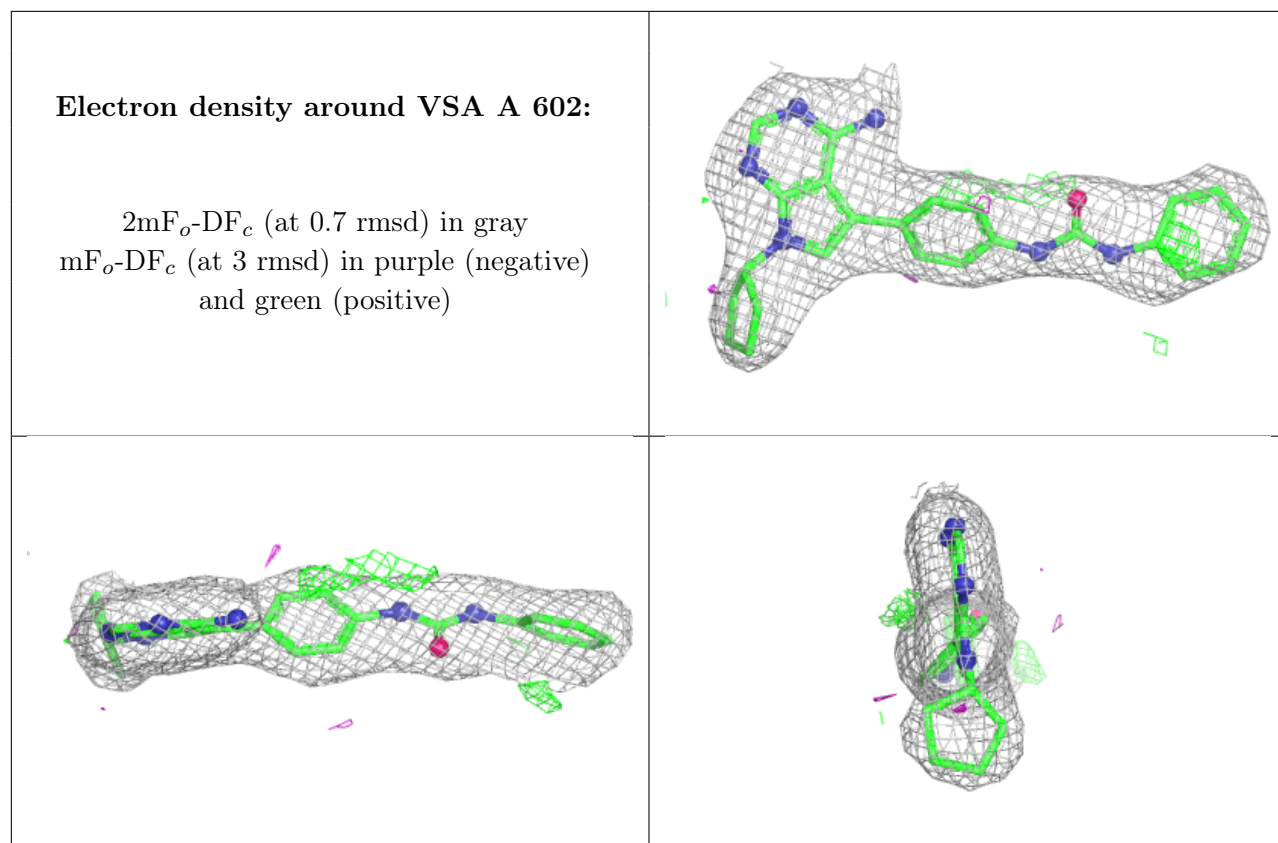 Electron density around VSA A 602:
2mFo-DFc (at 0.7 rmsd) in gray
mFo-DFc (at 3 rmsd) in purple (negative)
and green (positive)